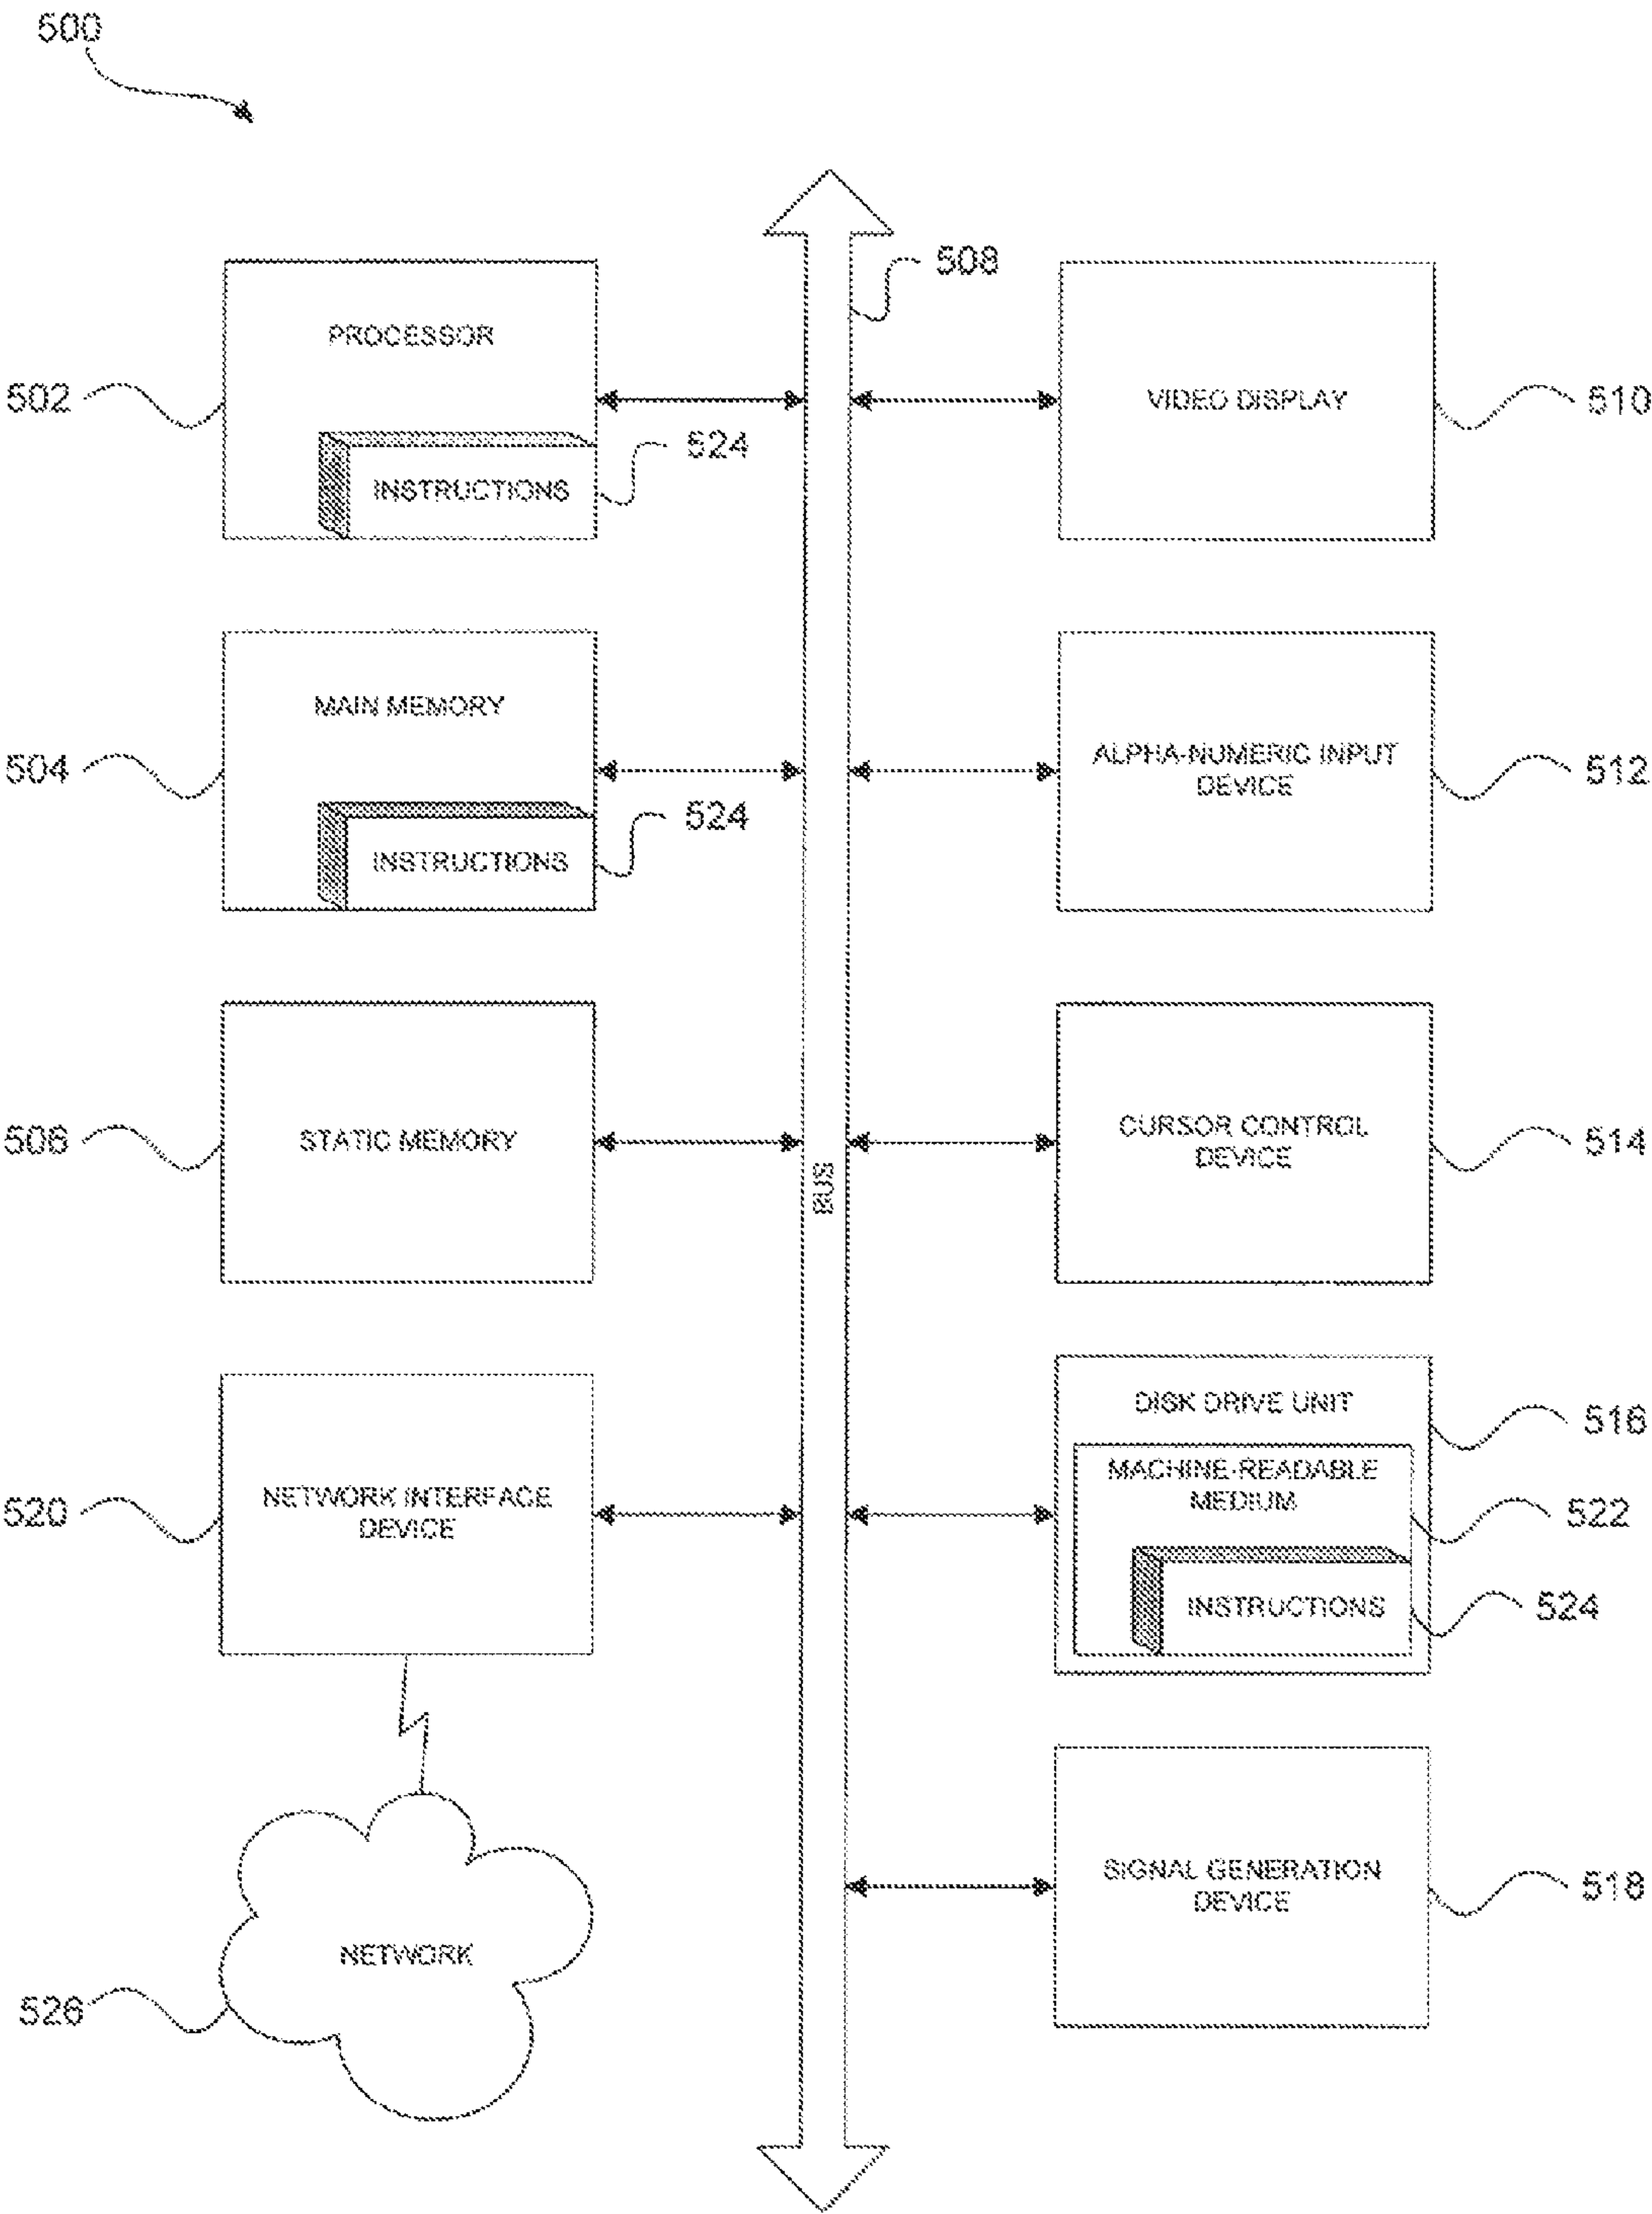 500
508
PROCESSOR
502
524
INSTRUCTIONS
VIDEO DISPLAY
510
MAIN MEMORY
504
524
INSTRUCTIONS
ALPHA-NUMERIC INPUT
DEVICE
512
STATIC MEMORY
506
BUS
CURSOR CONTROL
DEVICE
514
NETWORK INTERFACE
DEVICE
520
DISK DRIVE UNIT
516
MACHINE-READABLE
MEDIUM
522
INSTRUCTIONS
524
NETWORK
526
SIGNAL GENERATION
DEVICE
518